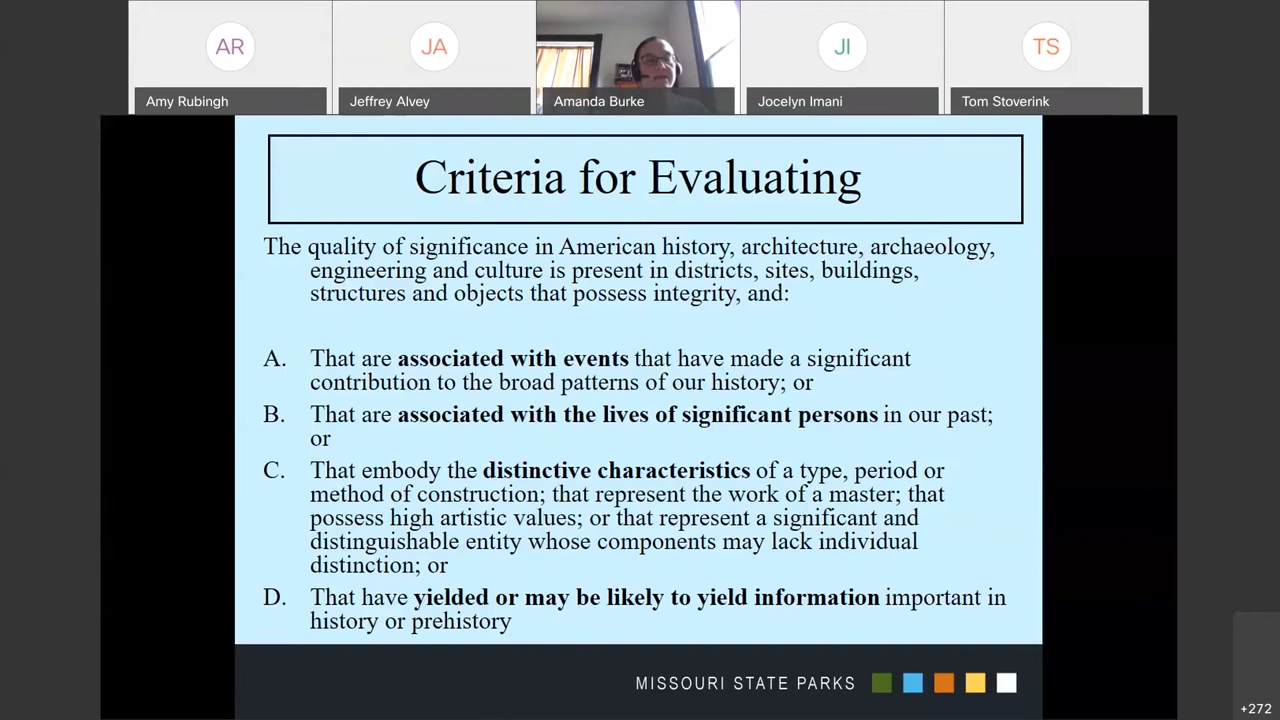 AR
JA
JI
TS
Amy Rubingh
Jeffrey Alvey
Amanda Burke
Jocelyn Imani
Tom Stoverink
Criteria for Evaluating
The quality of significance in American history, architecture, archaeology,
engineering and culture is present in districts, sites, buildings,
structures and objects that possess integrity, and:
A. That are associated with events that have made a significant
contribution to the broad patterns of our history; or
B. That are associated with the lives of significant persons in our past;
or
C. That embody the distinctive characteristics of a type, period or
method of construction; that represent the work of a master; that
possess high artistic values; or that represent a significant and
distinguishable entity whose components may lack individual
distinction; or
D. That have yielded or may be likely to yield information important in
history or prehistory
MISSOURI STATE PARKS
+272